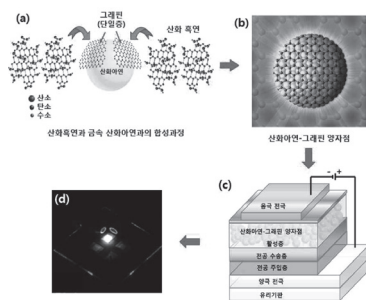 (a)
그래핀
(단일층)
산화 흑연
산화아연
산소
탄소
수소
산화흑연과 금속 산화아연과의 합성과정
(b)
산화아연-그래핀 양자점
(c)
- +
음극 전극
산화아연-그래핀 양자점
활성층
전공 수송층
전공 주입층
양극 전극
유리기판
(d)